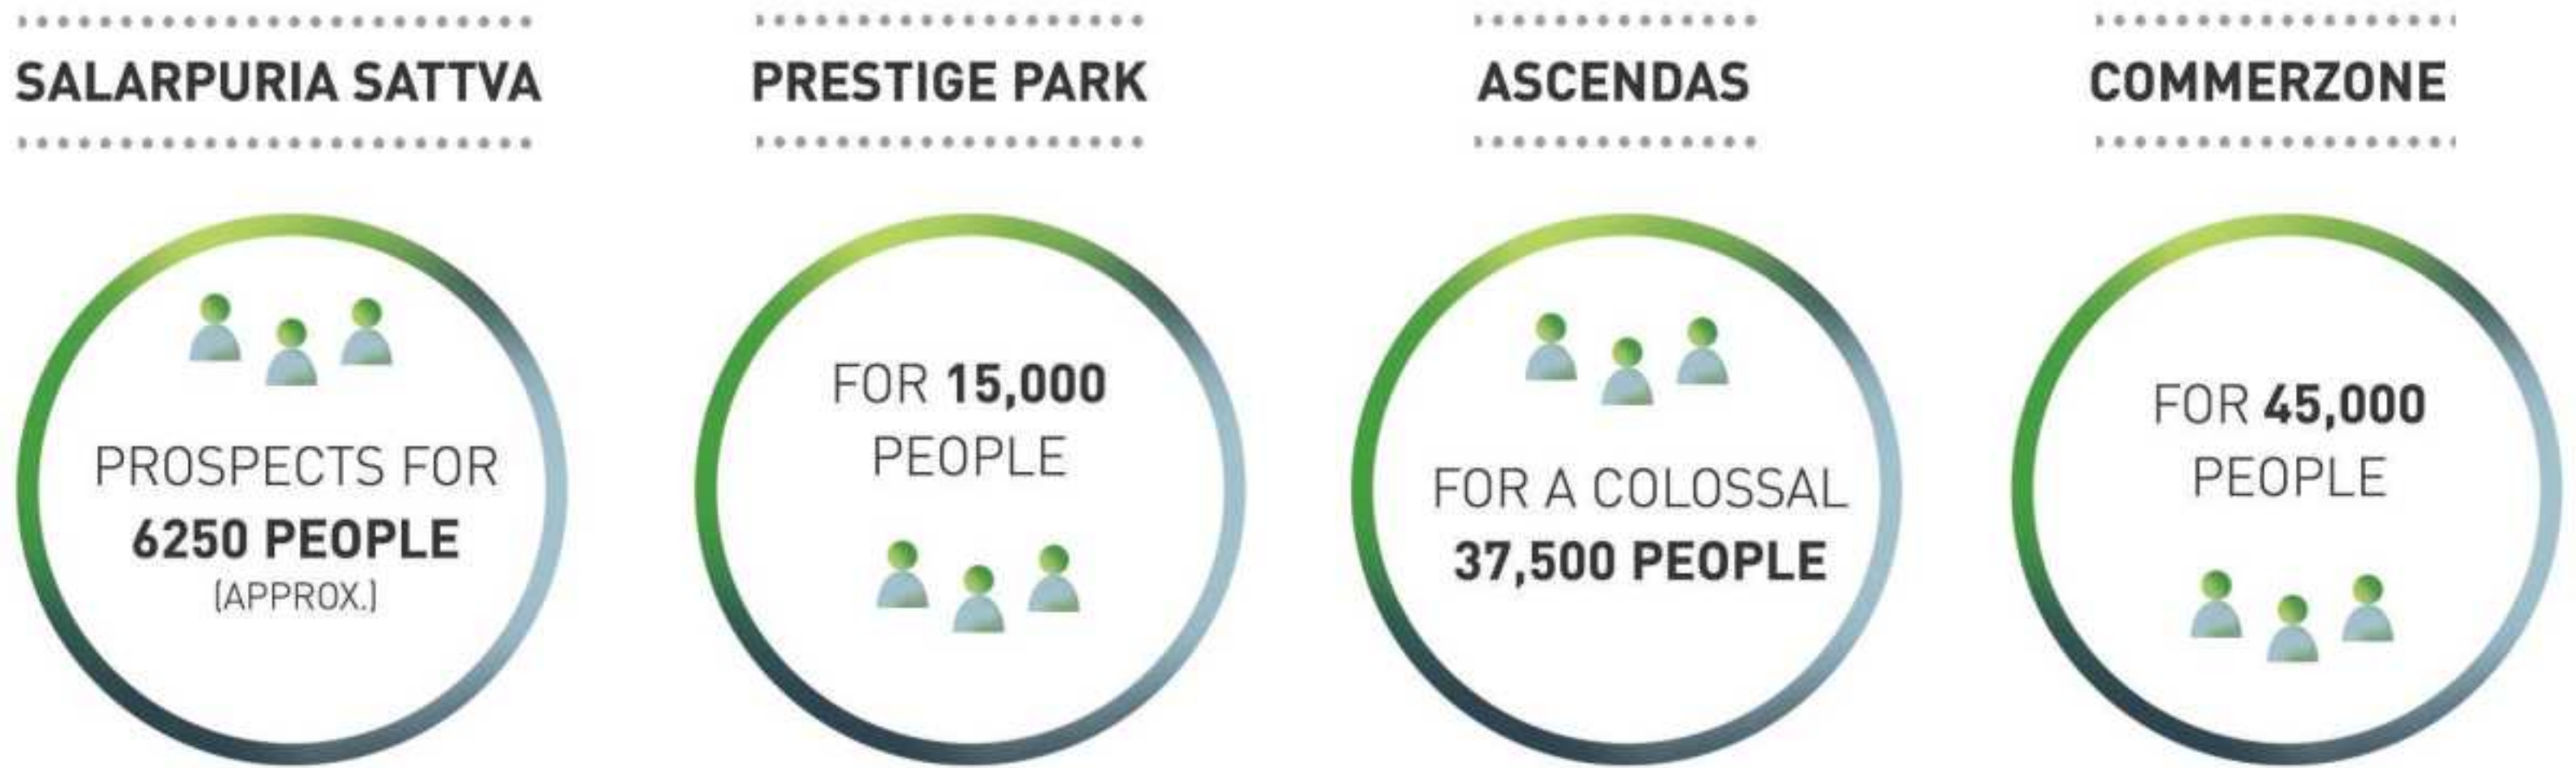 SALARPURIA SATTVA
PROSPECTS FOR
6250 PEOPLE
(APPROX.)
PRESTIGE PARK
FOR 15,000
PEOPLE
ASCENDAS
FOR A COLOSSAL
37,500 PEOPLE
COMMERZONE
FOR 45,000
PEOPLE